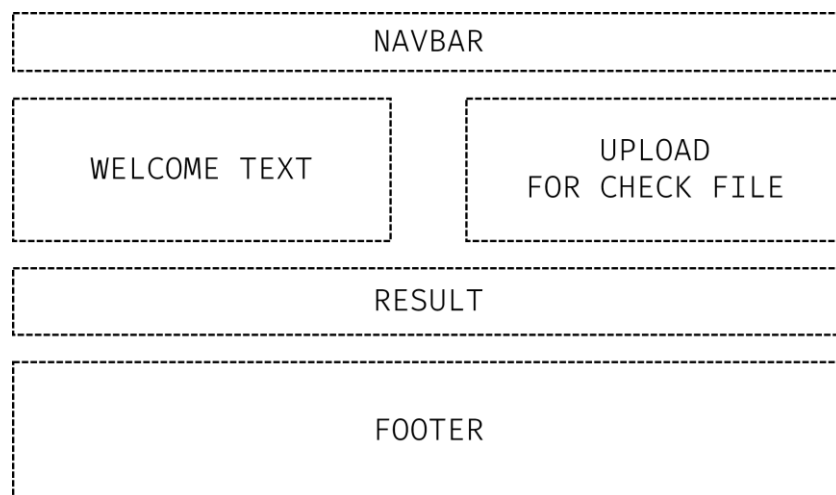 NAVBAR
WELCOME TEXT
UPLOAD
FOR CHECK FILE
RESULT
FOOTER